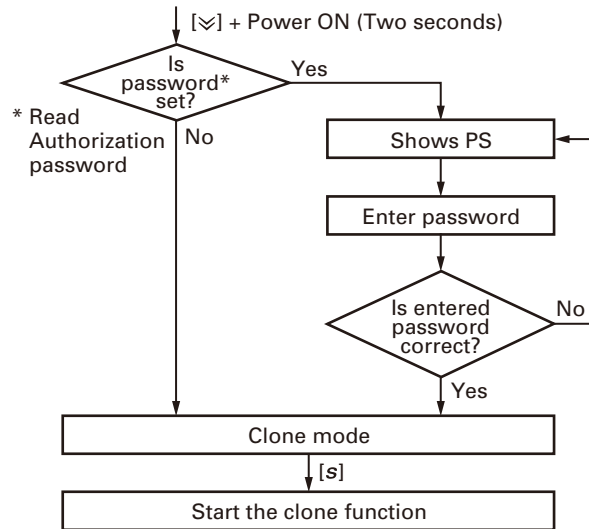 [⪾] + Power ON (Two seconds)
Is
password*
set?
Yes
* Read
Authorization
password
No
Shows PS
Enter password
Is entered
password
correct?
No
Yes
Clone mode
[s]
Start the clone function